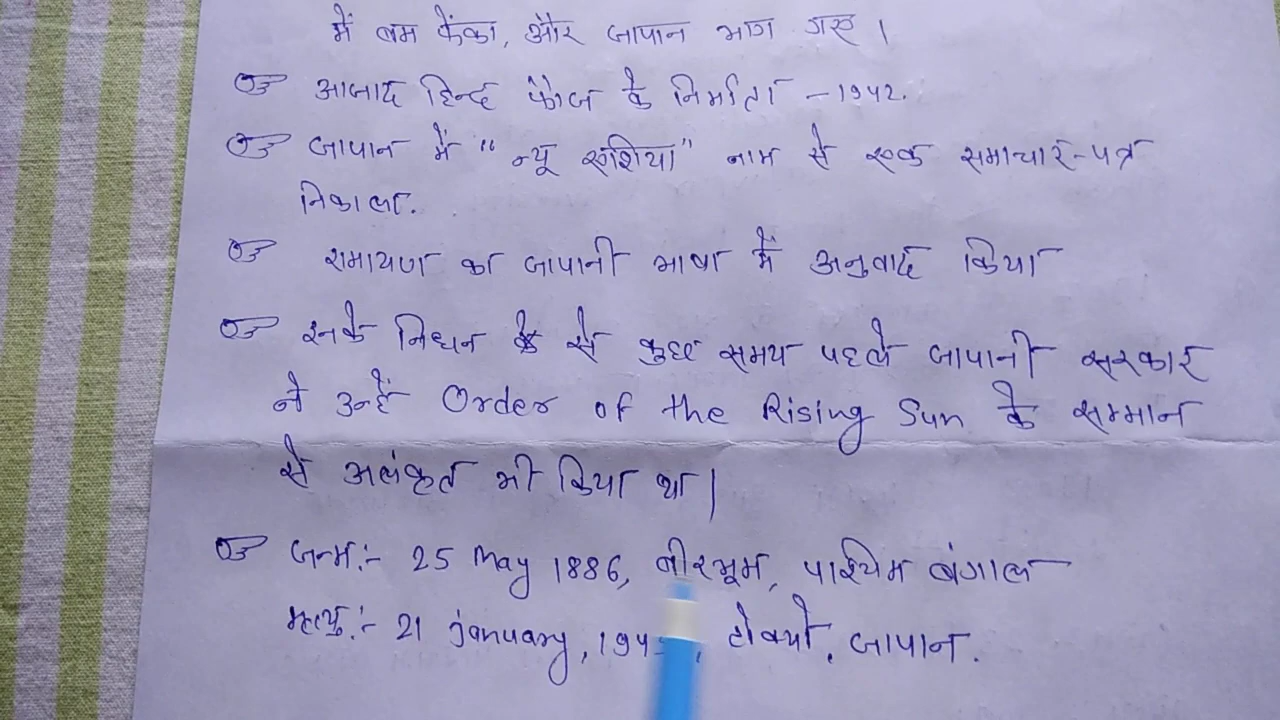 में बम फेंका, और जापान भाग गए।
आजाद हिन्द फौज के निर्माता - 1942.
जापान में "न्यू एशिया" नाम से एक समाचार-पत्र
निकाला.
रामायण का जापानी भाषा में अनुवाद किया
इनके निधन से कुछ समय पहले जापानी सरकार
ने उन्हें Order of the Rising Sun के सम्मान
से अलंकृत भी किया था|
जन्म:- 25 May 1886, बीरभूम, पश्चिम बंगाल
मृत्यु:- 21 january, टोक्यो, जापान.